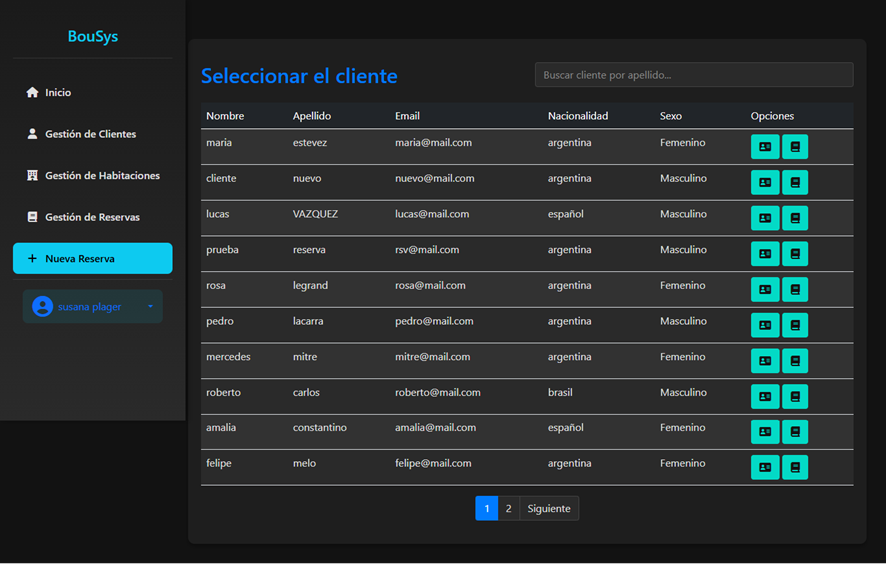 BouSys
Inicio
Gestión de Clientes
Gestión de Habitaciones
Gestión de Reservas
Nueva Reserva
susana plager
Seleccionar el cliente
Buscar cliente por apellido...
Nombre Apellido Email Nacionalidad Sexo Opciones
maria estevez maria@mail.com argentina Femenino
cliente nuevo nuevo@mail.com argentina Masculino
lucas VAZQUEZ lucas@mail.com español Masculino
prueba reserva rsv@mail.com argentina Masculino
rosa legrand rosa@mail.com argentina Femenino
pedro lacarra pedro@mail.com argentina Masculino
mercedes mitre mitre@mail.com argentina Femenino
roberto carlos roberto@mail.com brasil Masculino
amalia constantino amalia@mail.com español Femenino
felipe melo felipe@mail.com argentina Femenino
1 2 Siguiente